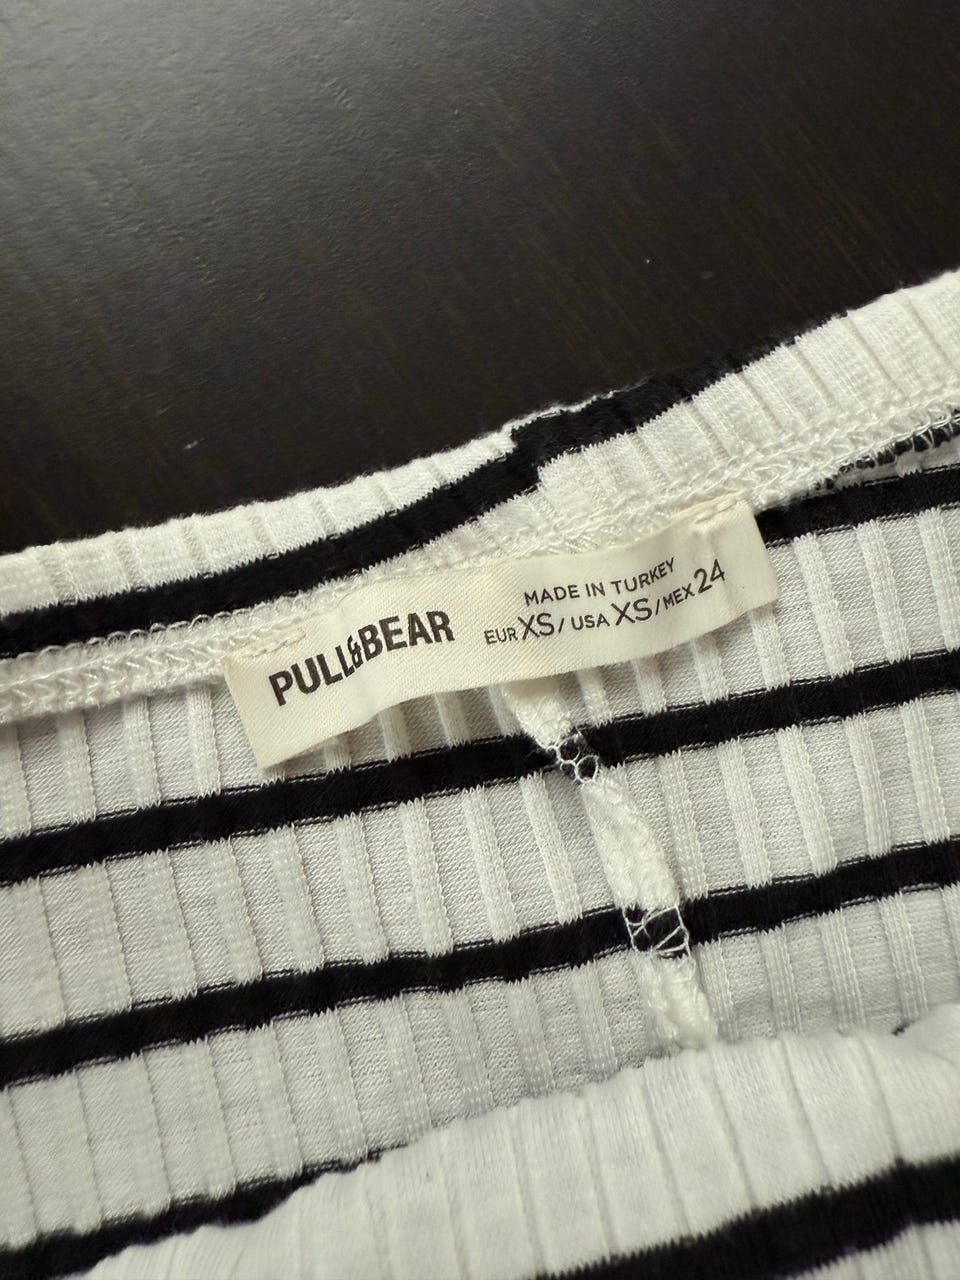 PULL&BEAR
MADE IN TURKEY
EUR XS/ USA XS/ MEX 24